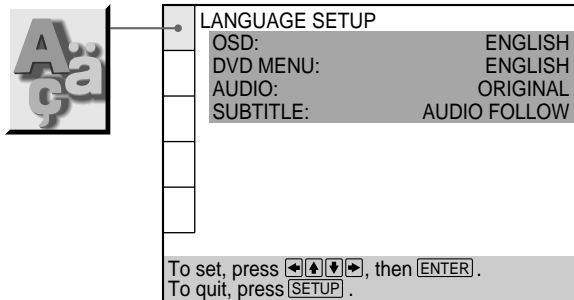 A ä ç
LANGUAGE SETUP
OSD: ENGLISH
DVD MENU: ENGLISH
AUDIO: ORIGINAL
SUBTITLE: AUDIO FOLLOW
To set, press ←↑↓→, then ENTER.
To quit, press SETUP.